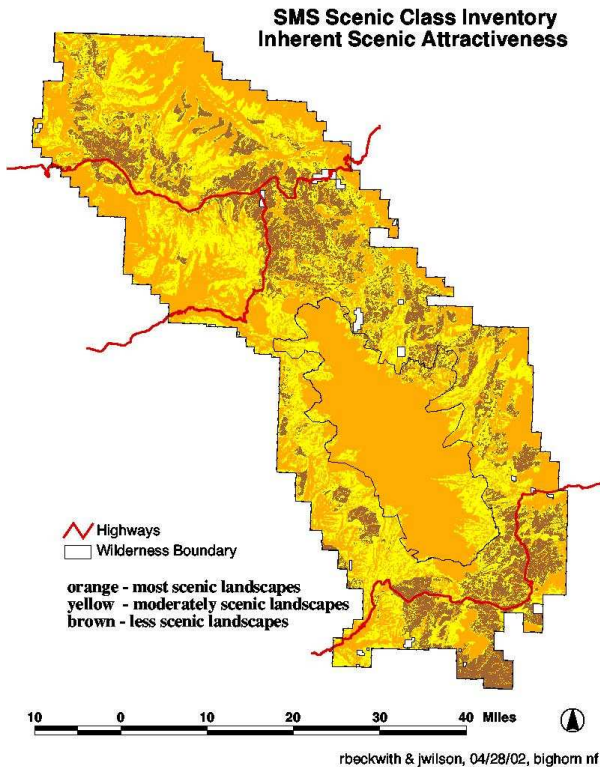 SMS Scenic Class Inventory
Inherent Scenic Attractiveness
Highways
Wilderness Boundary
orange - most scenic landscapes
yellow - moderately scenic landscapes
brown - less scenic landscapes
10 0 10 20 30 40 Miles
rbeckwith & jwilson, 04/28/02, bighorn nf